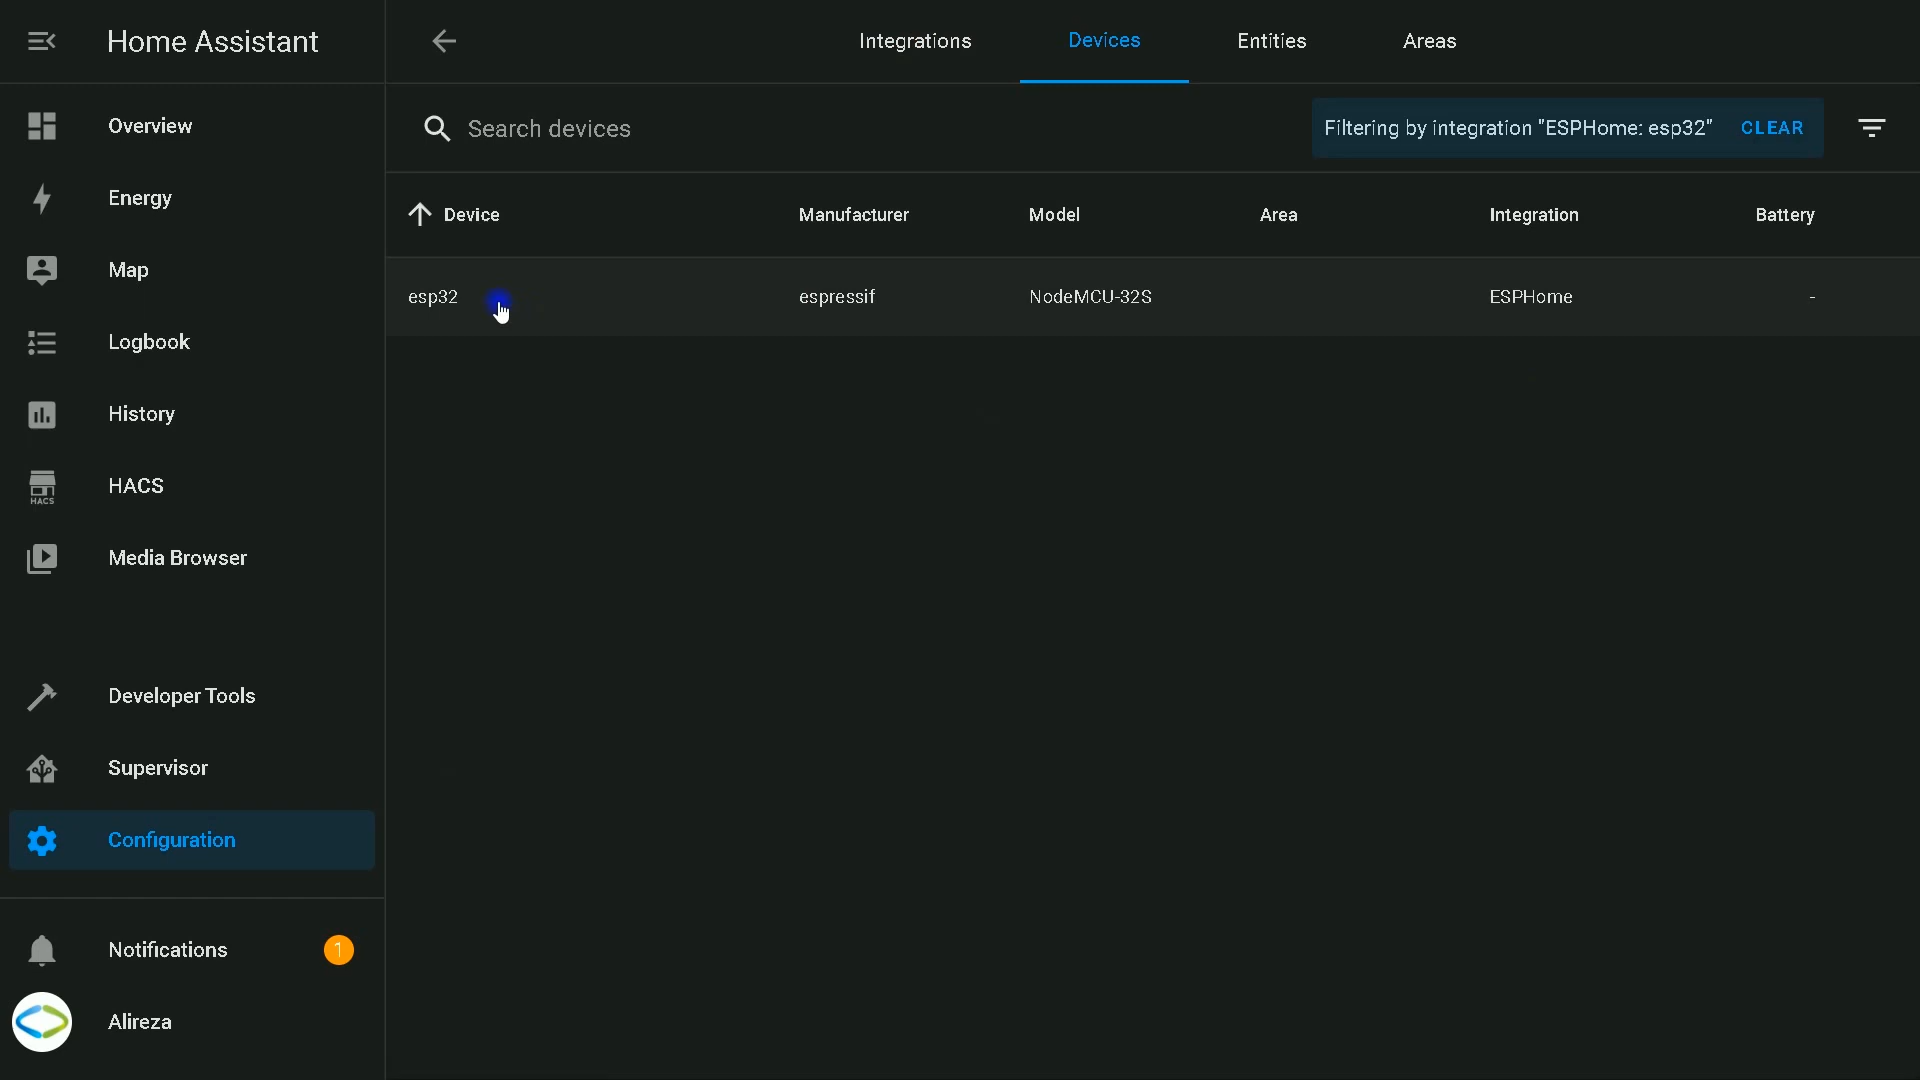 Home Assistant
Integrations
Devices
Entities
Areas
Overview
Energy
Map
Logbook
History
HACS
HACS
Media Browser
Developer Tools
Supervisor
Configuration
Notifications
1
Alireza
Search devices
Filtering by integration "ESPHome: esp32"
CLEAR
Device Manufacturer Model Area Integration Battery
esp32 espressif NodeMCU-32S ESPHome -